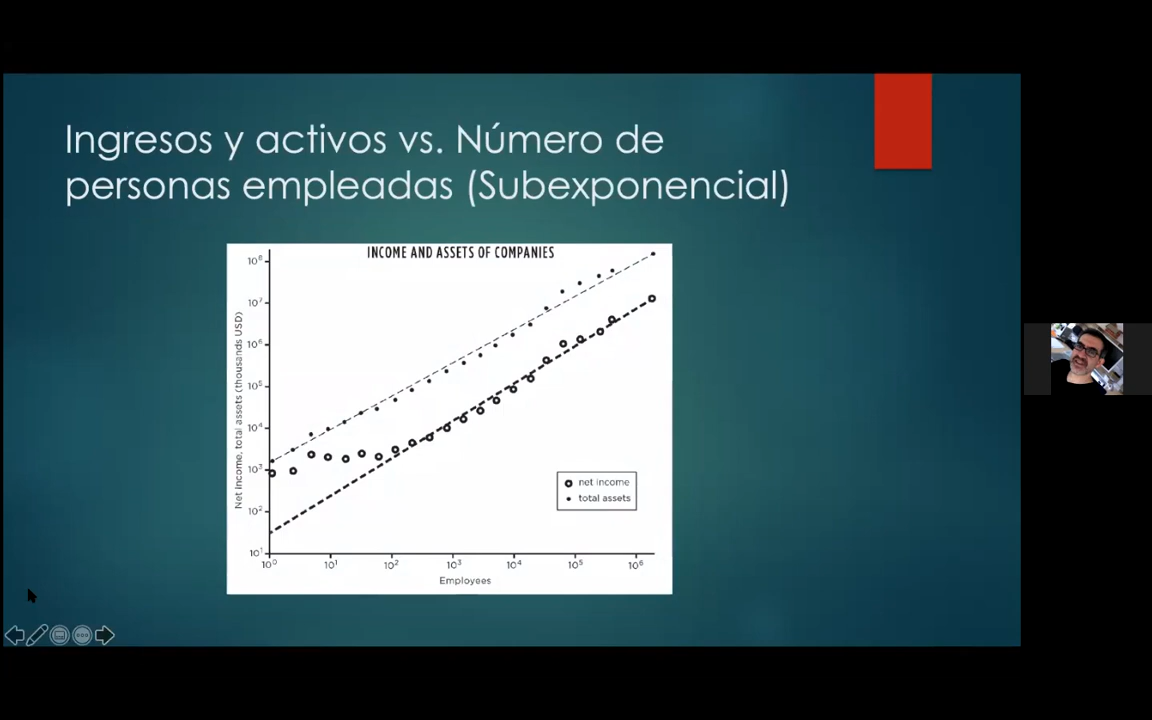 Ingresos y activos vs. Número de
personas empleadas (Subexponencial)
INCOME AND ASSETS OF COMPANIES
Net income, total assets (thousands USD)
10⁸
10⁷
10⁶
10⁵
10⁴
10³
10²
10¹
net income
total assets
10⁰ 10¹ 10² 10³ 10⁴ 10⁵ 10⁶
Employees